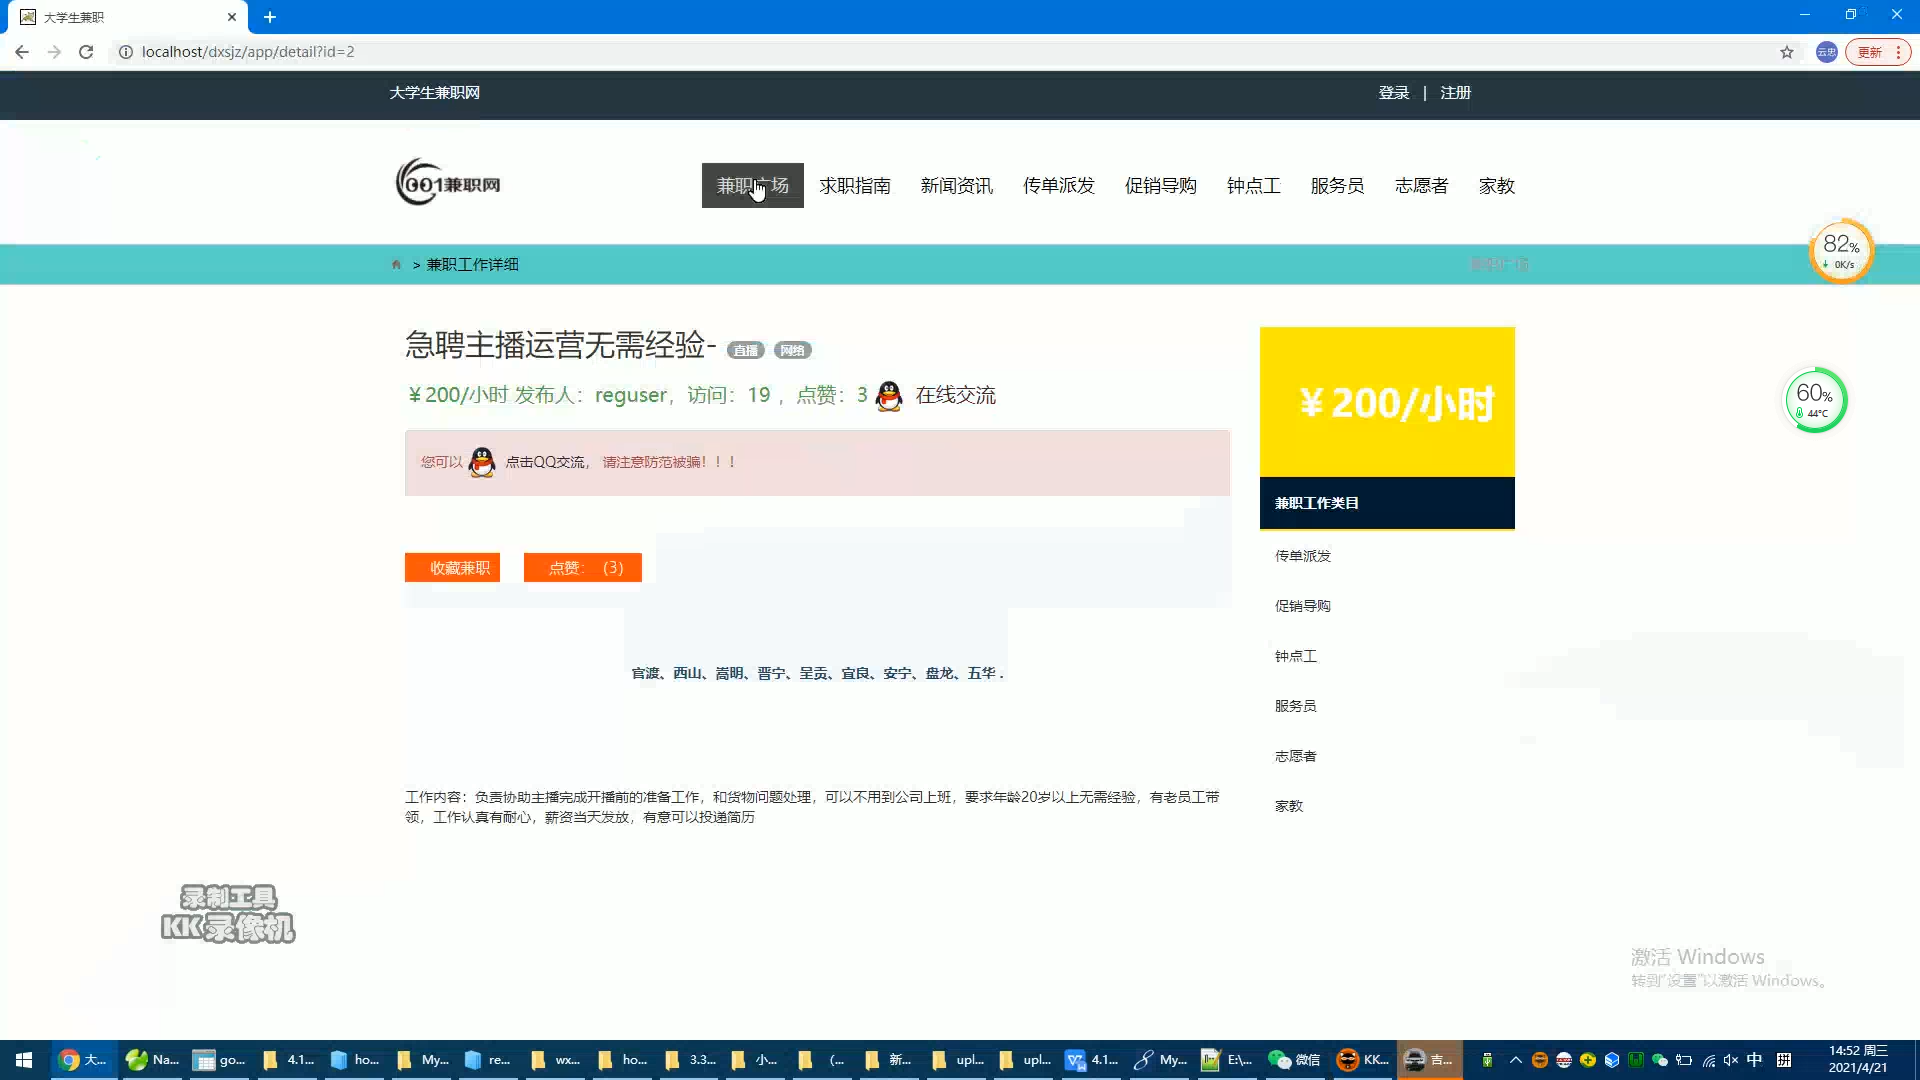 大学生兼职
localhost/dxsjz/app/detail?id=2
云忠
更新
大学生兼职网
登录 | 注册
001兼职网
兼职广场 求职指南 新闻资讯 传单派发 促销导购 钟点工 服务员 志愿者 家教
> 兼职工作详细
兼职广场
82%
0K/s
急聘主播运营无需经验- 直播 网络
￥200/小时 发布人：reguser，访问：19 ，点赞：3 在线交流
￥200/小时
60%
44°C
您可以 点击QQ交流， 请注意防范被骗！！！
兼职工作类目
收藏兼职 点赞：（3）
传单派发
促销导购
钟点工
服务员
志愿者
家教
官渡、西山、嵩明、晋宁、呈贡、宜良、安宁、盘龙、五华．
工作内容：负责协助主播完成开播前的准备工作，和货物问题处理，可以不用到公司上班，要求年龄20岁以上无需经验，有老员工带
领，工作认真有耐心，薪资当天发放，有意可以投递简历
录制工具
KK录像机
激活 Windows
转到"设置"以激活 Windows。
大... Na... go... 4.1... ho... My... re... wx... ho... 3.3... 小... (... 新... upl... upl... 4.1... My... E:\... 微信 KK... 吉...
中
拼
14:52 周三
2021/4/21